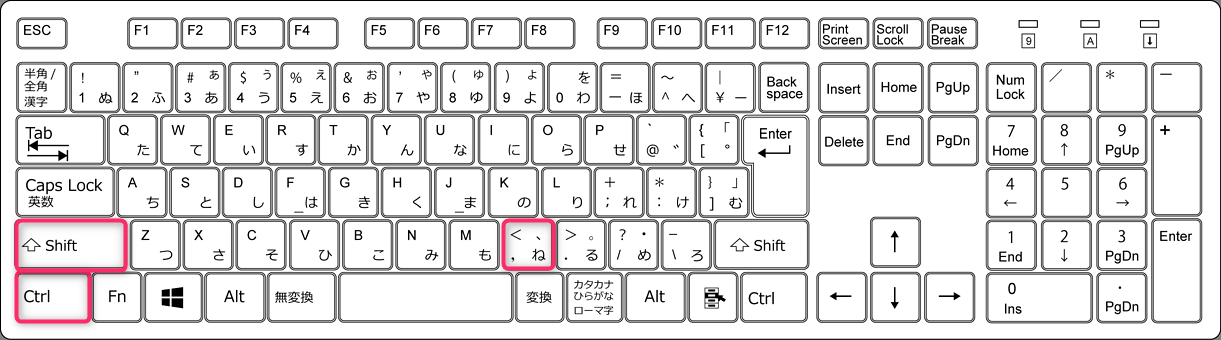 ESC F1 F2 F3 F4 F5 F6 F7 F8 F9 F10 F11 F12 Print Screen Scroll Lock Pause Break 9 A
半角/全角 漢字 ! 1 ぬ " 2 ふ # ぁ 3 あ $ ぅ 4 う % ぇ 5 え & ぉ 6 お ' ゃ 7 や ( ゅ 8 ゆ ) ょ 9 よ を 0 わ = ー ほ ~ ^ へ | ¥ ー Back space Insert Home PgUp Num Lock / * ー
Tab Q た W て E い R す T か Y ん U な I に O ら P せ ` @ ゛ { 「 [ ゜ Enter Delete End PgDn 7 Home 8 ↑ 9 PgUp +
Caps Lock 英数 A ち S と D し F _は G き H く J _ま K の L り + ; れ * : け } 」 ] む 4 ← 5 6 →
Shift Z つ X さ C そ V ひ B こ N み M も < 、 , ね > 。 . る ? ・ / め _ \ ろ Shift ↑ 1 End 2 ↓ 3 PgDn Enter
Ctrl Fn Alt 無変換 変換 カタカナ ひらがな ローマ字 Alt Ctrl ← ↓ → 0 Ins . PgDn